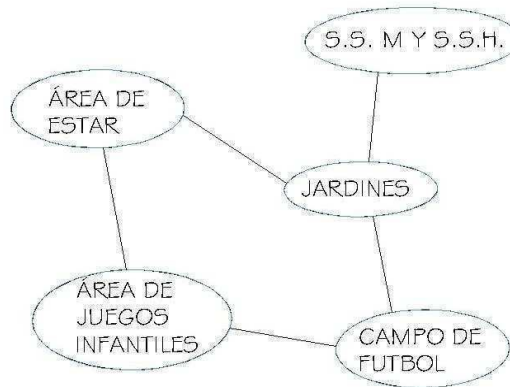 S.S. M Y S.S.H.
ÁREA DE
ESTAR
JARDINES
ÁREA DE
JUEGOS
INFANTILES
CAMPO DE
FUTBOL